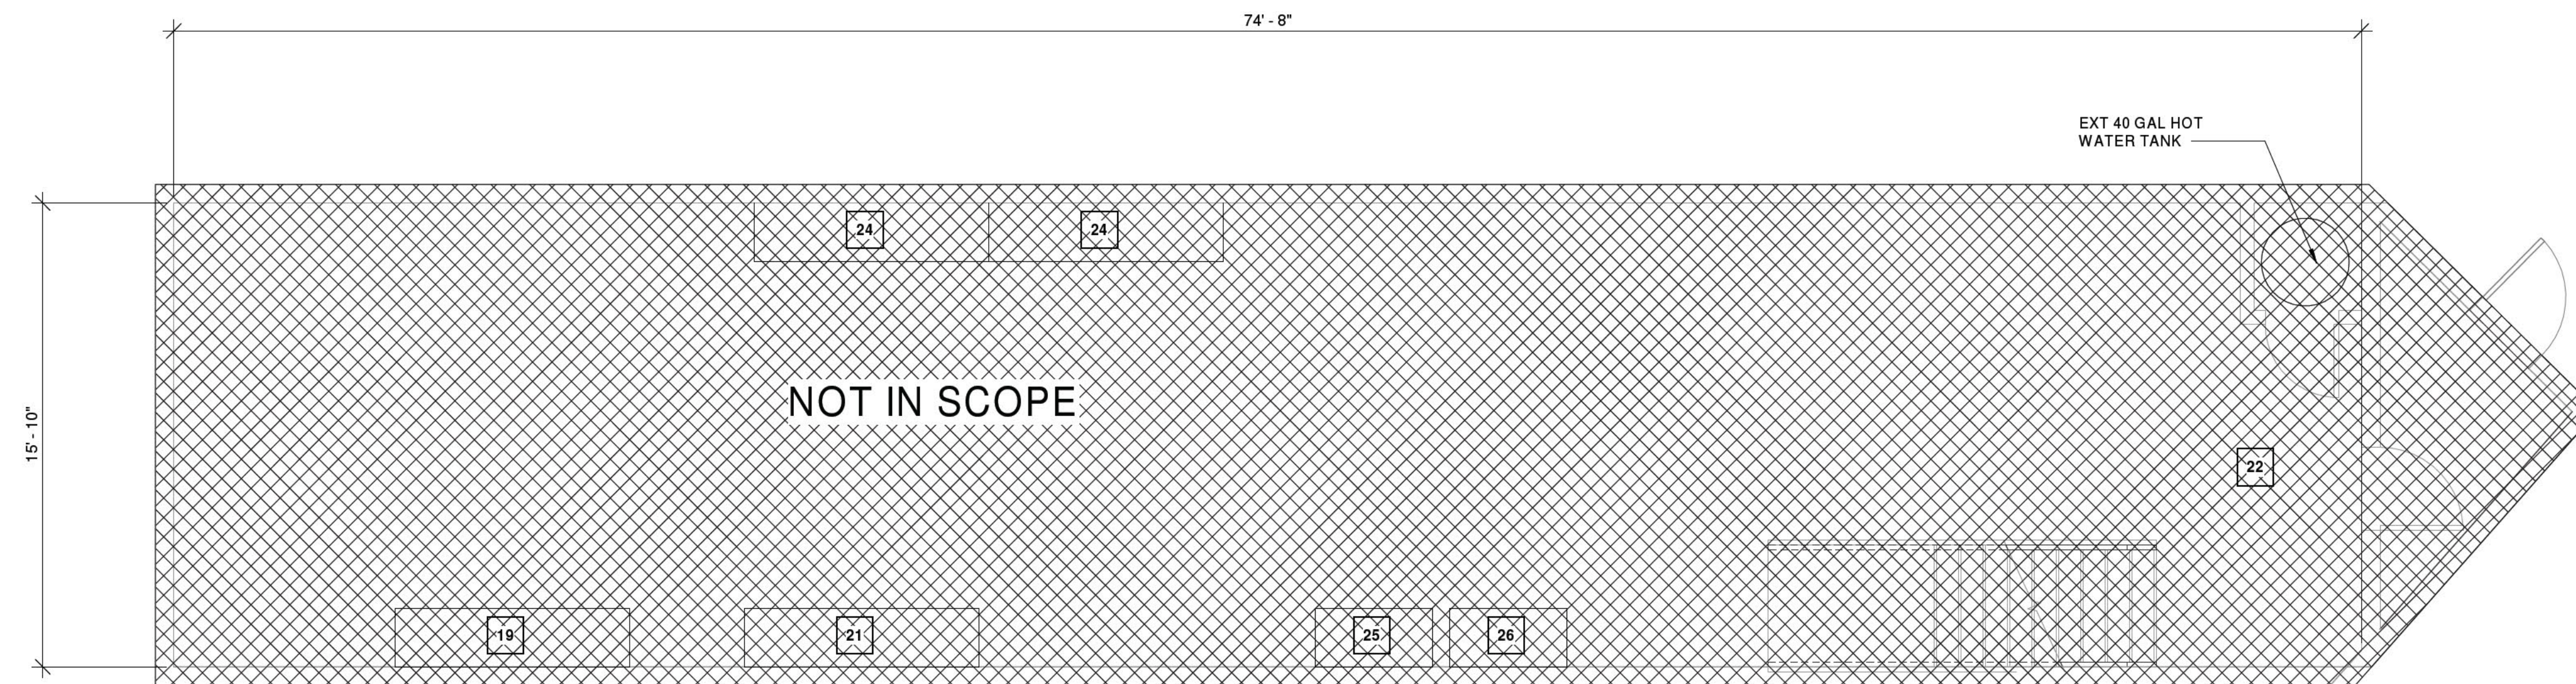 74' - 8"
EXT 40 GAL HOT
WATER TANK
24
24
NOT IN SCOPE
15' - 10"
22
19
21
25
26